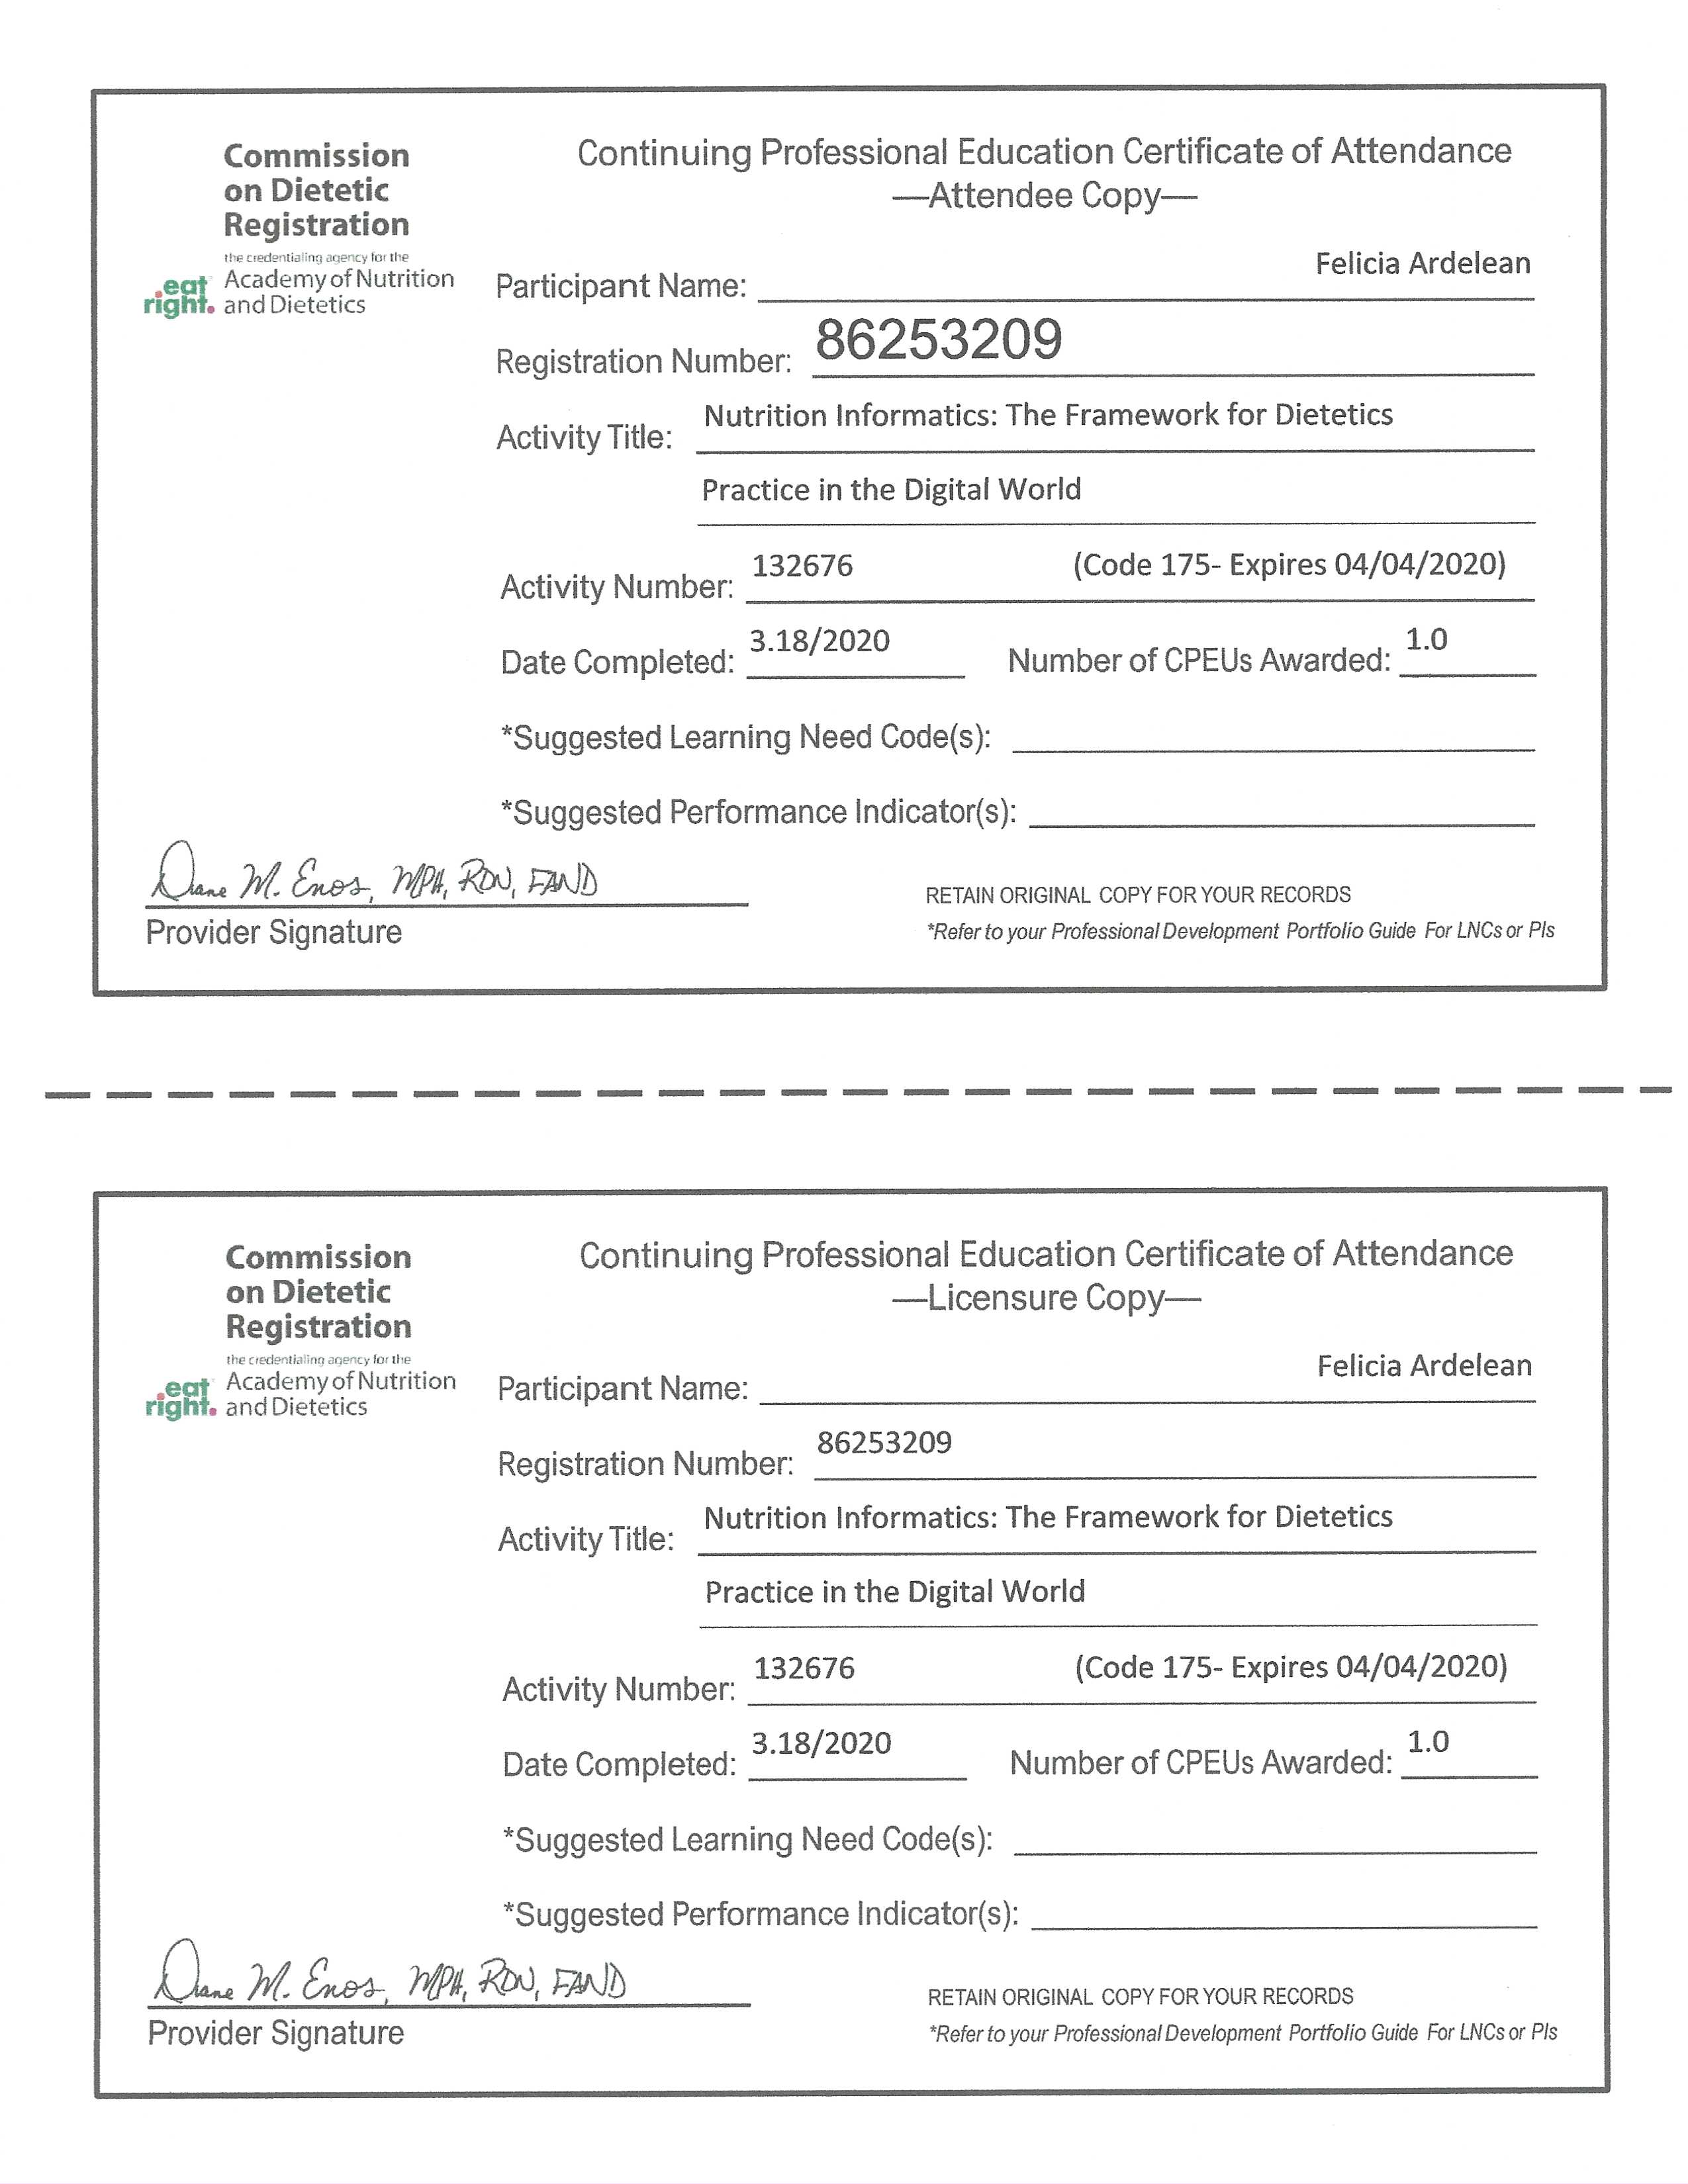 Commission
on Dietetic
Registration
the credentialing agency for the
eat right. Academy of Nutrition
and Dietetics
Continuing Professional Education Certificate of Attendance
—Attendee Copy—
Participant Name: Felicia Ardelean
Registration Number: 86253209
Activity Title: Nutrition Informatics: The Framework for Dietetics
Practice in the Digital World
Activity Number: 132676 (Code 175- Expires 04/04/2020)
Date Completed: 3.18/2020 Number of CPEUs Awarded: 1.0
*Suggested Learning Need Code(s):
*Suggested Performance Indicator(s):
Diane M. Enos, MPH, RDN, FAND
Provider Signature
RETAIN ORIGINAL COPY FOR YOUR RECORDS
*Refer to your Professional Development Portfolio Guide For LNCs or PIs
Commission
on Dietetic
Registration
the credentialing agency for the
eat right. Academy of Nutrition
and Dietetics
Continuing Professional Education Certificate of Attendance
—Licensure Copy—
Participant Name: Felicia Ardelean
Registration Number: 86253209
Activity Title: Nutrition Informatics: The Framework for Dietetics
Practice in the Digital World
Activity Number: 132676 (Code 175- Expires 04/04/2020)
Date Completed: 3.18/2020 Number of CPEUs Awarded: 1.0
*Suggested Learning Need Code(s):
*Suggested Performance Indicator(s):
Diane M. Enos, MPH, RDN, FAND
Provider Signature
RETAIN ORIGINAL COPY FOR YOUR RECORDS
*Refer to your Professional Development Portfolio Guide For LNCs or PIs